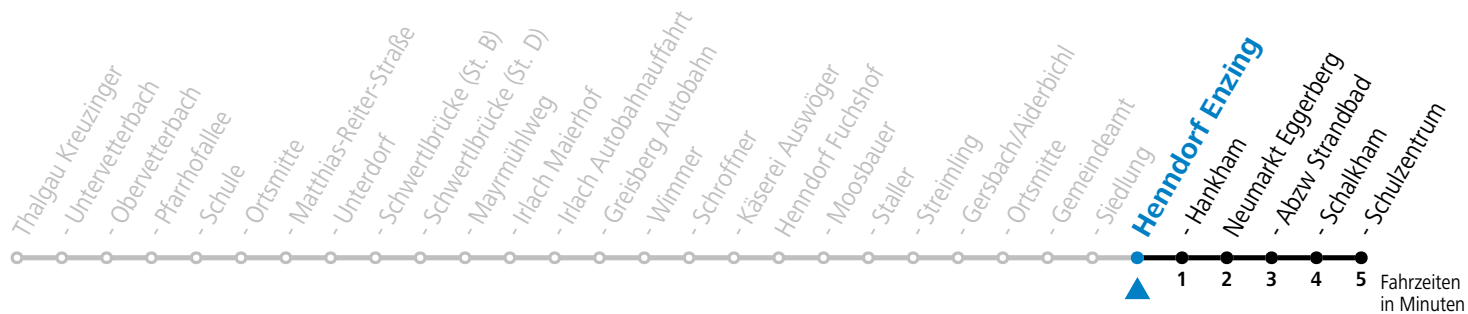 Thalgau Kreuzinger
- Untervetterbach
- Obervetterbach
- Pfarrhofallee
- Schule
- Ortsmitte
- Matthias-Reiter-Straße
- Unterdorf
- Schwertlbrücke (St. B)
- Schwertlbrücke (St. D)
- Mayrmühlweg
- Irlach Maierhof
- Irlach Autobahnauffahrt
- Greisberg Autobahn
- Wimmer
- Schroffner
- Käserei Auswöger
Henndorf Fuchshof
- Moosbauer
- Staller
- Streimling
- Gersbach/Aiderbichl
- Ortsmitte
- Gemeindeamt
- Siedlung
Henndorf Enzing
- Hankham
Neumarkt Eggerberg
- Abzw Strandbad
- Schalkham
- Schulzentrum
1 2 3 4 5
Fahrzeiten
in Minuten